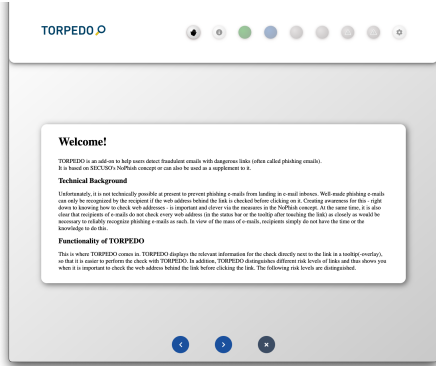 TORPEDO
Welcome!
TORPEDO is an add-on to help users detect fraudulent emails with dangerous links (often called phishing emails).
It is based on SECUSO's NoPhish concept or can also be used as a supplement to it.
Technical Background
Unfortunately, it is not technically possible at present to prevent phishing e-mails from landing in e-mail inboxes. Well-made phishing e-mails
can only be recognized by the recipient if the web address behind the link is checked before clicking on it. Creating awareness for this - right
down to knowing how to check web addresses - is important and clever via the measures in the NoPhish concept. At the same time, it is also
clear that recipients of e-mails do not check every web address (in the status bar or the tooltip after touching the link) as closely as would be
necessary to reliably recognize phishing e-mails as such. In view of the mass of e-mails, recipients simply do not have the time or the
knowledge to do this.
Functionality of TORPEDO
This is where TORPEDO comes in. TORPEDO displays the relevant information for the check directly next to the link in a tooltip(-overlay),
so that it is easier to perform the check with TORPEDO. In addition, TORPEDO distinguishes different risk levels of links and thus shows you
when it is important to check the web address behind the link before clicking the link. The following risk levels are distinguished.